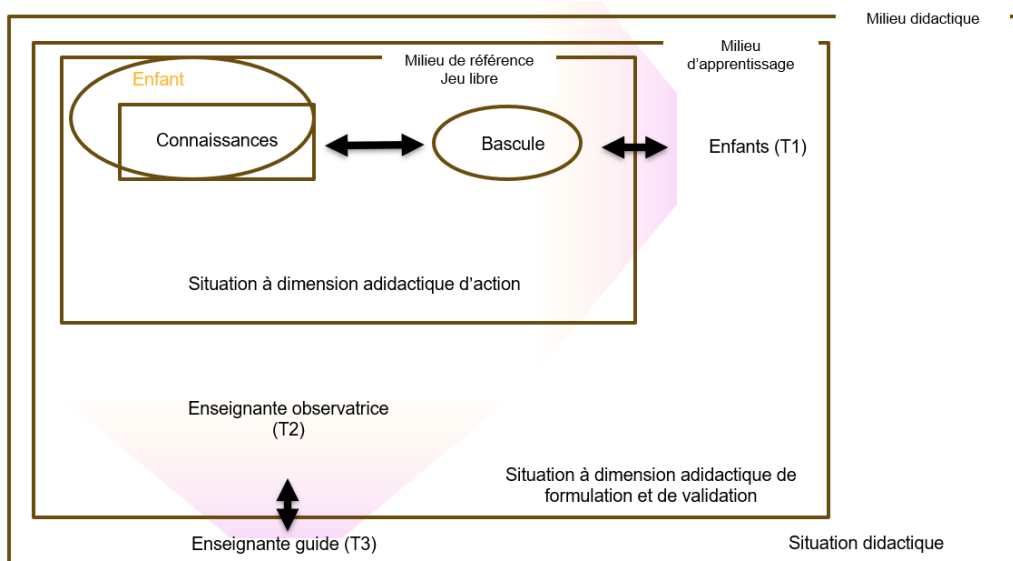 Milieu didactique
Milieu
d’apprentissage
Milieu de référence
Jeu libre
Enfant
Connaissances
Bascule
Enfants (T1)
Situation à dimension adidactique d’action
Enseignante observatrice
(T2)
Situation à dimension adidactique de
formulation et de validation
Enseignante guide (T3)
Situation didactique